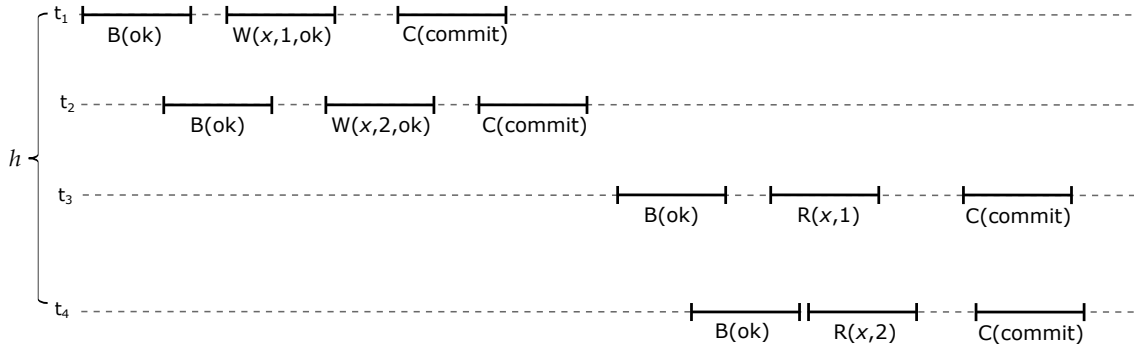 t1
B(ok) W(x,1,ok) C(commit)
t2
B(ok) W(x,2,ok) C(commit)
h
t3
B(ok) R(x,1) C(commit)
t4
B(ok) R(x,2) C(commit)